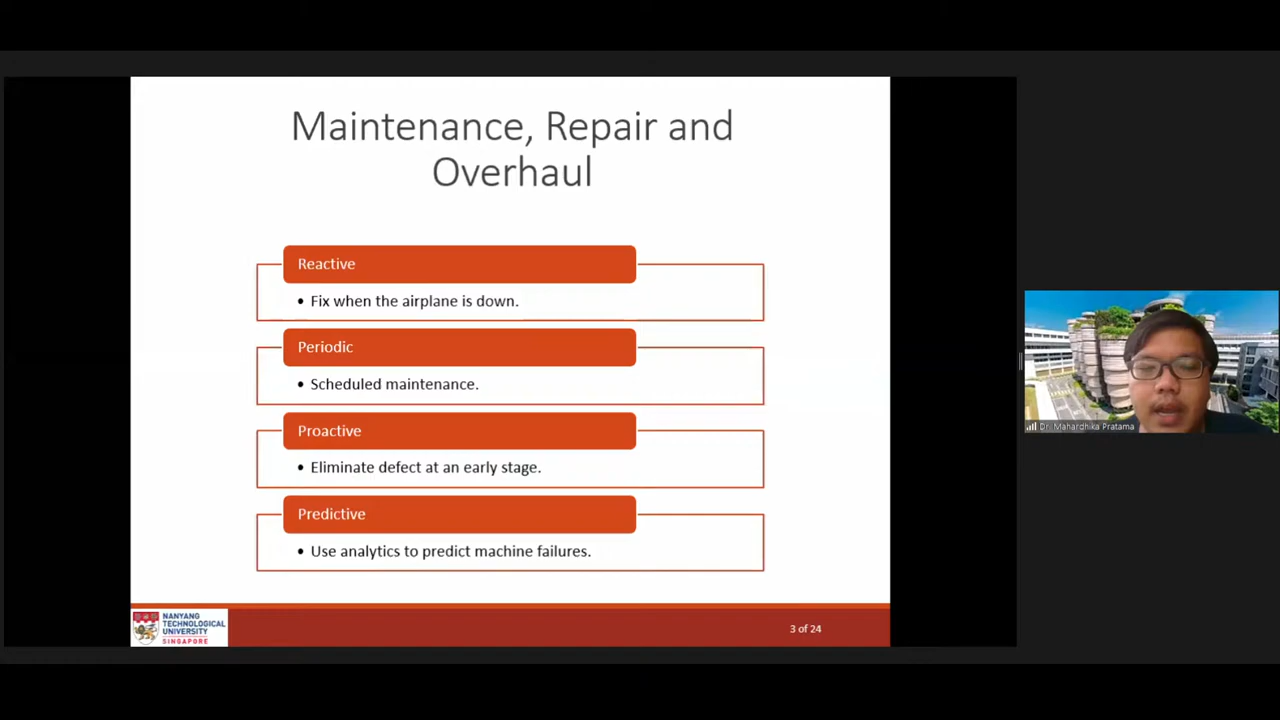 Maintenance, Repair and
Overhaul
Reactive
• Fix when the airplane is down.
Periodic
• Scheduled maintenance.
Proactive
• Eliminate defect at an early stage.
Predictive
• Use analytics to predict machine failures.
NANYANG
TECHNOLOGICAL
UNIVERSITY
SINGAPORE
3 of 24
Dr. Mahardhika Pratama